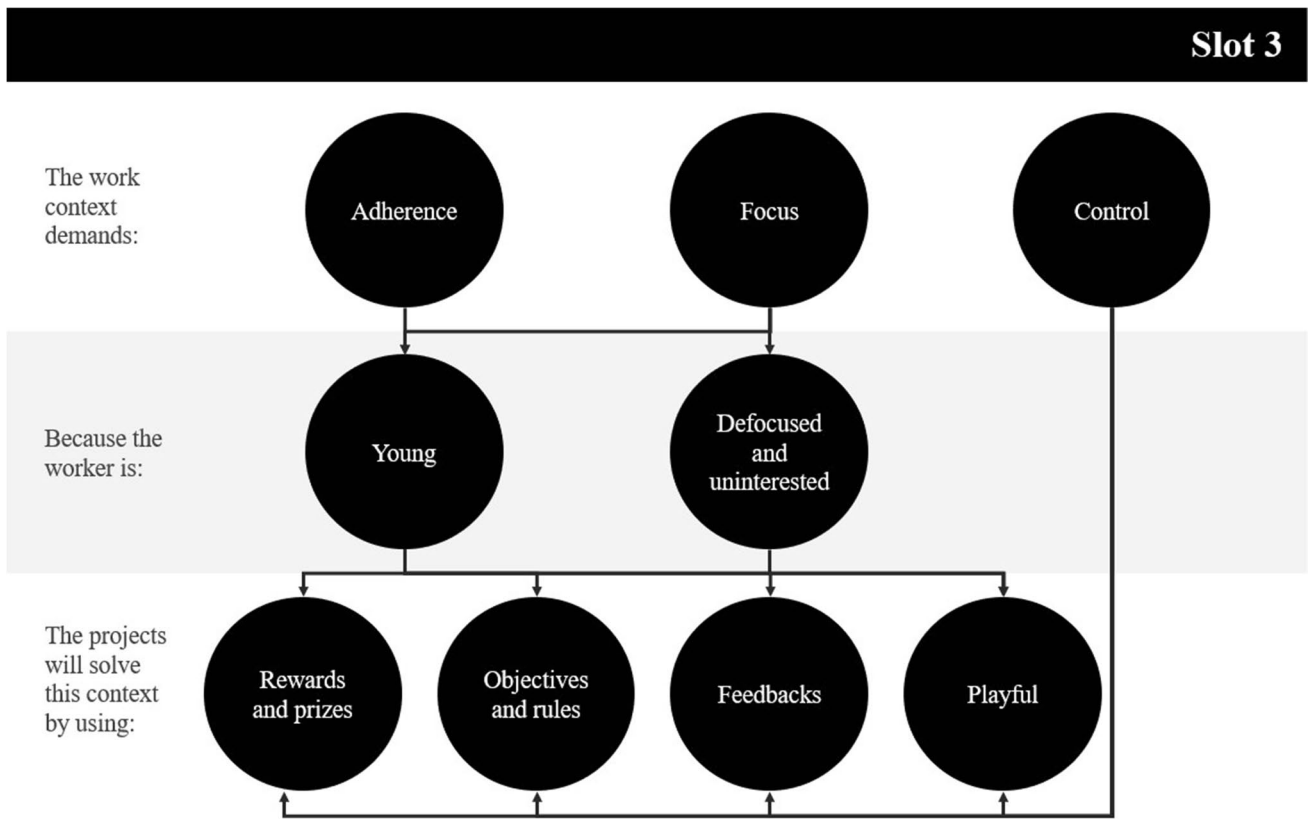 Slot 3
The work
context
demands:
Adherence
Focus
Control
Because the
worker is:
Young
Defocused
and
uninterested
The projects
will solve
this context
by using:
Rewards
and prizes
Objectives
and rules
Feedbacks
Playful